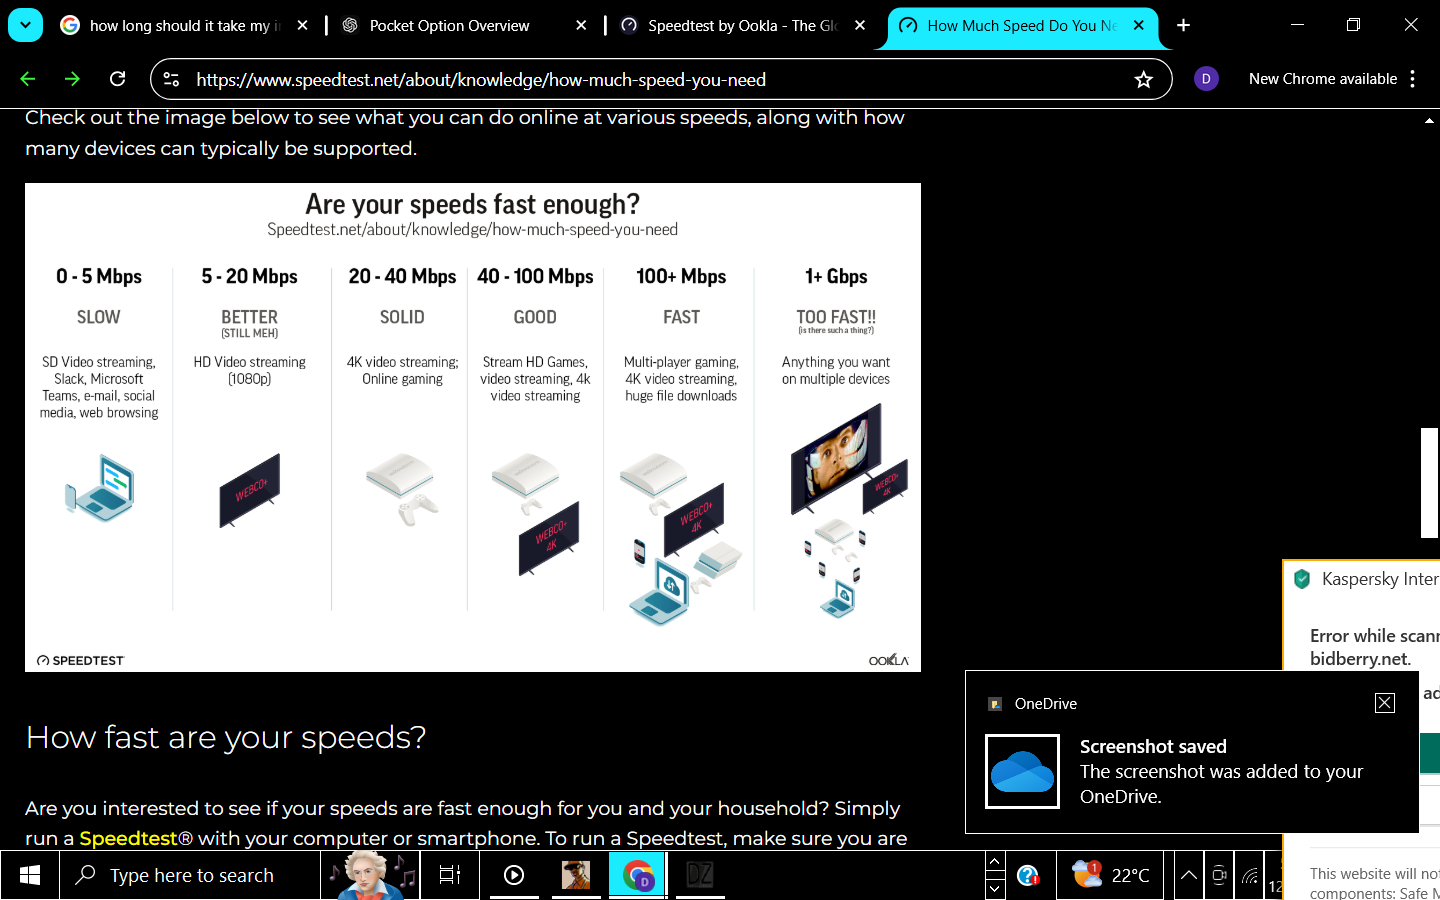 how long should it take my i
Pocket Option Overview
Speedtest by Ookla - The Glo
How Much Speed Do You Ne
https://www.speedtest.net/about/knowledge/how-much-speed-you-need
D
New Chrome available
Check out the image below to see what you can do online at various speeds, along with how
many devices can typically be supported.
Are your speeds fast enough?
Speedtest.net/about/knowledge/how-much-speed-you-need
0 - 5 Mbps
SLOW
SD Video streaming,
Slack, Microsoft
Teams, e-mail, social
media, web browsing
5 - 20 Mbps
BETTER
(STILL MEH)
HD Video streaming
(1080p)
WEBCO+
20 - 40 Mbps
SOLID
4K video streaming;
Online gaming
40 - 100 Mbps
GOOD
Stream HD Games,
video streaming, 4k
video streaming
WEBCO+
4K
100+ Mbps
FAST
Multi-player gaming,
4K video streaming,
huge file downloads
WEBCO+
4K
1+ Gbps
TOO FAST!!
(is there such a thing?)
Anything you want
on multiple devices
WEBCO+
4K
SPEEDTEST
OOKLA
How fast are your speeds?
Are you interested to see if your speeds are fast enough for you and your household? Simply
run a Speedtest® with your computer or smartphone. To run a Speedtest, make sure you are
Kaspersky Inter
Error while scann
bidberry.net.
ad
OneDrive
Screenshot saved
The screenshot was added to your
OneDrive.
This website will not
components: Safe M
Type here to search
D
DZ
1
22°C
12